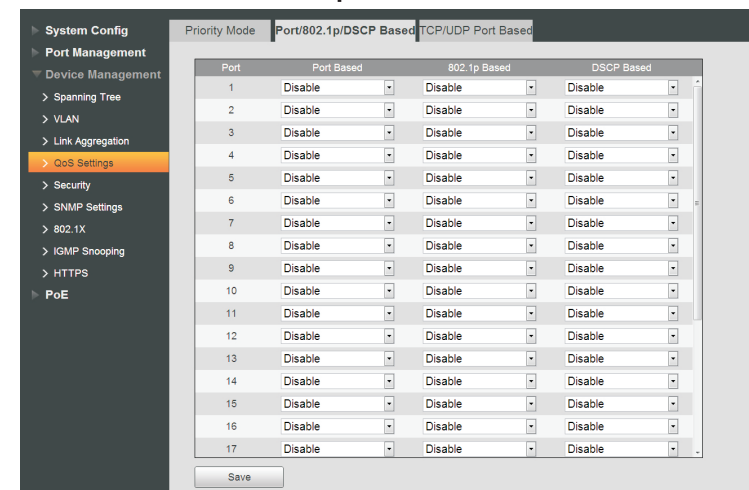 System Config
Port Management
Device Management
Spanning Tree
VLAN
Link Aggregation
QoS Settings
Security
SNMP Settings
802.1X
IGMP Snooping
HTTPS
PoE
Priority Mode Port/802.1p/DSCP Based TCP/UDP Port Based
Port Port Based 802.1p Based DSCP Based
1 Disable Disable Disable
2 Disable Disable Disable
3 Disable Disable Disable
4 Disable Disable Disable
5 Disable Disable Disable
6 Disable Disable Disable
7 Disable Disable Disable
8 Disable Disable Disable
9 Disable Disable Disable
10 Disable Disable Disable
11 Disable Disable Disable
12 Disable Disable Disable
13 Disable Disable Disable
14 Disable Disable Disable
15 Disable Disable Disable
16 Disable Disable Disable
17 Disable Disable Disable
Save